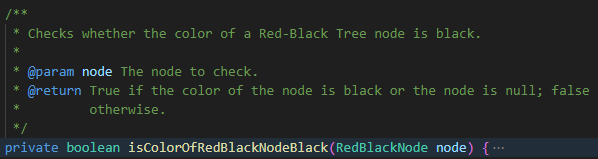 /**
 * Checks whether the color of a Red-Black Tree node is black.
 *
 * @param node The node to check.
 * @return True if the color of the node is black or the node is null; false
 *         otherwise.
 */
private boolean isColorOfRedBlackNodeBlack(RedBlackNode node) {⋯